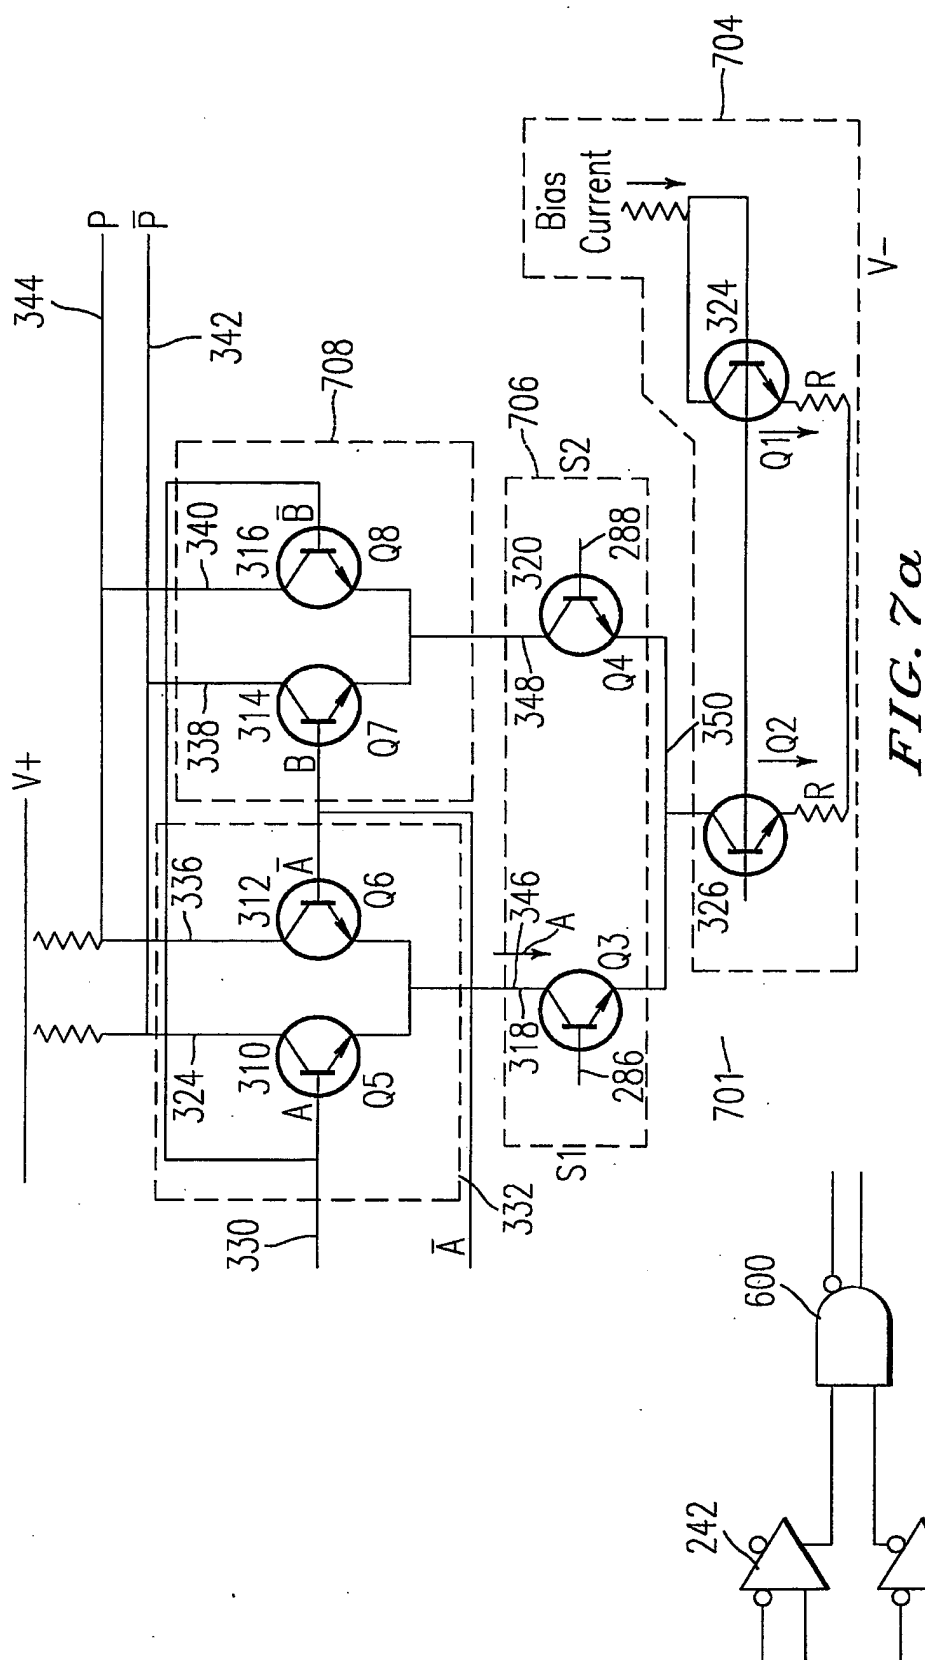 V+
344
P
P̅
342
324
336
338
340
708
310
312
314
316
A
A̅
B
B̅
Q5
Q6
Q7
Q8
330
A̅
332
346
A
318
348
320
706
S1
S2
286
Q3
Q4
288
350
Bias
Current
704
701
326
Q2
R
324
Q1
R
V-
FIG. 7a
242
600